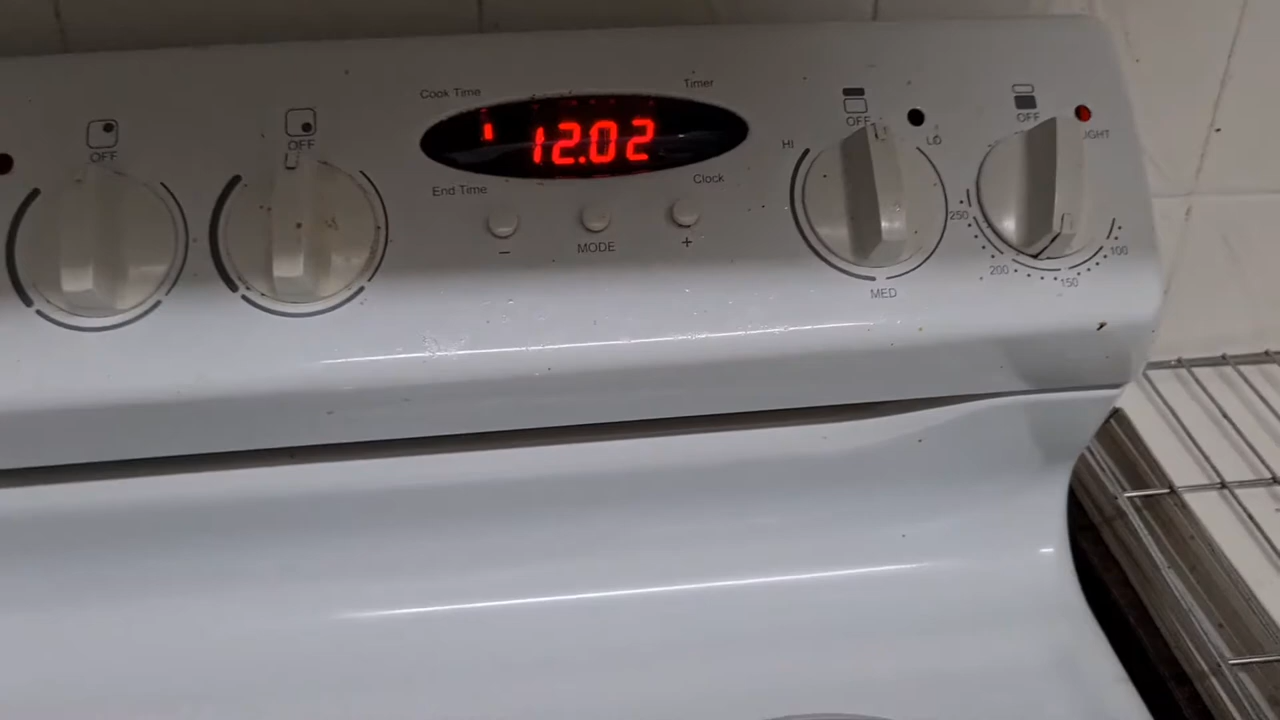 Cook Time
Timer
12.02
End Time
Clock
MODE
− +
OFF
OFF
OFF
HI
LO
MED
OFF
250
200
150
100